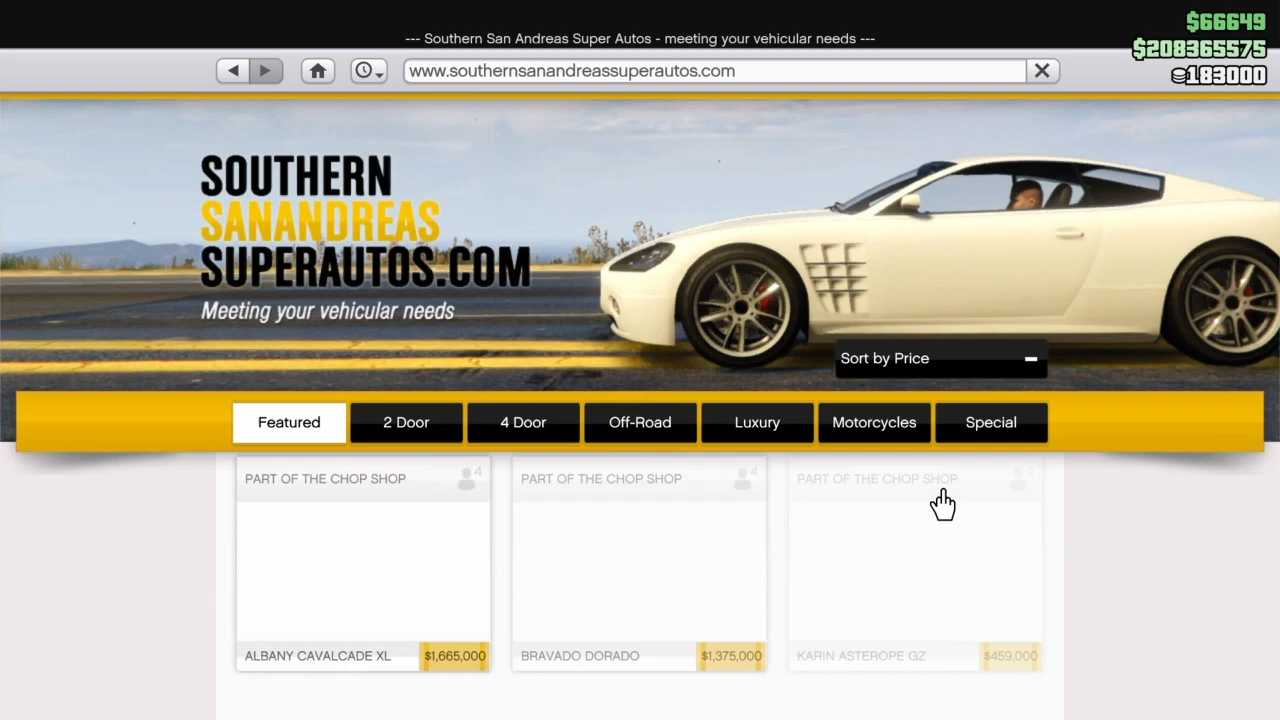 $66649
--- Southern San Andreas Super Autos - meeting your vehicular needs ---
$208365575
www.southernsanandreassuperautos.com
183000
SOUTHERN
SANANDREAS
SUPERAUTOS.COM
Meeting your vehicular needs
Sort by Price
Featured 2 Door 4 Door Off-Road Luxury Motorcycles Special
PART OF THE CHOP SHOP 4 PART OF THE CHOP SHOP 4 PART OF THE CHOP SHOP 4
ALBANY CAVALCADE XL $1,665,000 BRAVADO DORADO $1,375,000 KARIN ASTEROPE GZ $459,000